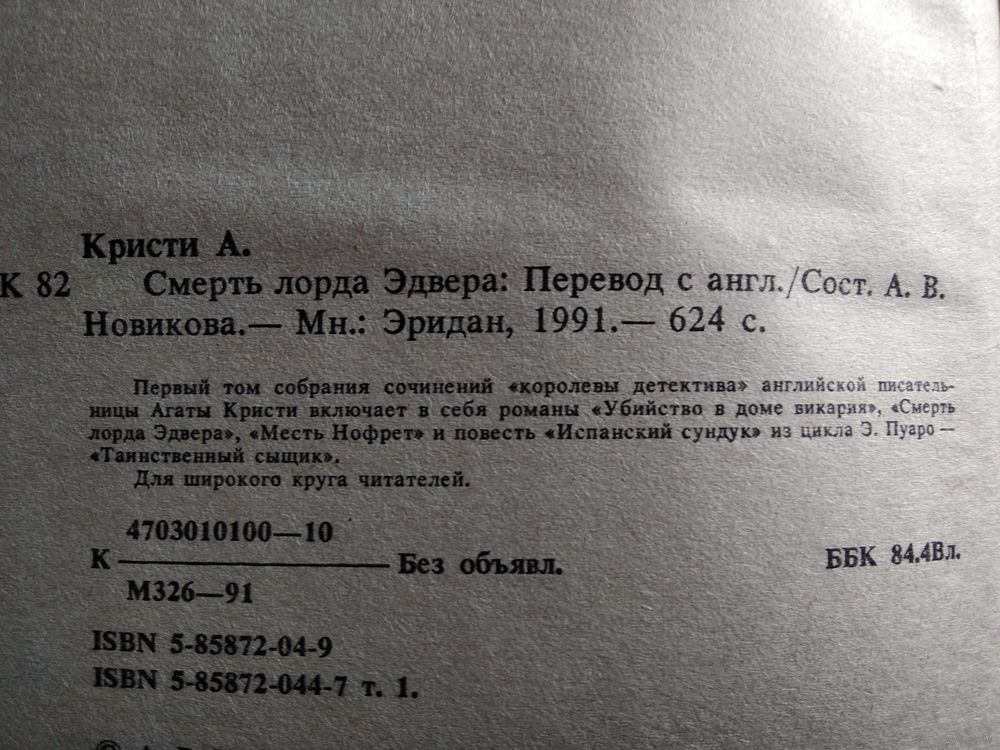 Кристи А.
К 82 Смерть лорда Эдвера: Перевод с англ./Сост. А. В.
Новикова.— Мн.: Эридан, 1991.— 624 с.
Первый том собрания сочинений «королевы детектива» английской писатель-
ницы Агаты Кристи включает в себя романы «Убийство в доме викария», «Смерть
лорда Эдвера», «Месть Нофрет» и повесть «Испанский сундук» из цикла Э. Пуаро —
«Таинственный сыщик».
Для широкого круга читателей.
4703010100—10
К ——— Без объявл.
ББК 84.4Вл.
М326—91
ISBN 5-85872-04-9
ISBN 5-85872-044-7 т. 1.